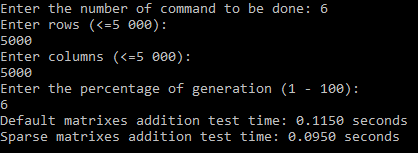 Enter the number of command to be done: 6
Enter rows (<=5 000):
5000
Enter columns (<=5 000):
5000
Enter the percentage of generation (1 - 100):
6
Default matrixes addition test time: 0.1150 seconds
Sparse matrixes addition test time: 0.0950 seconds